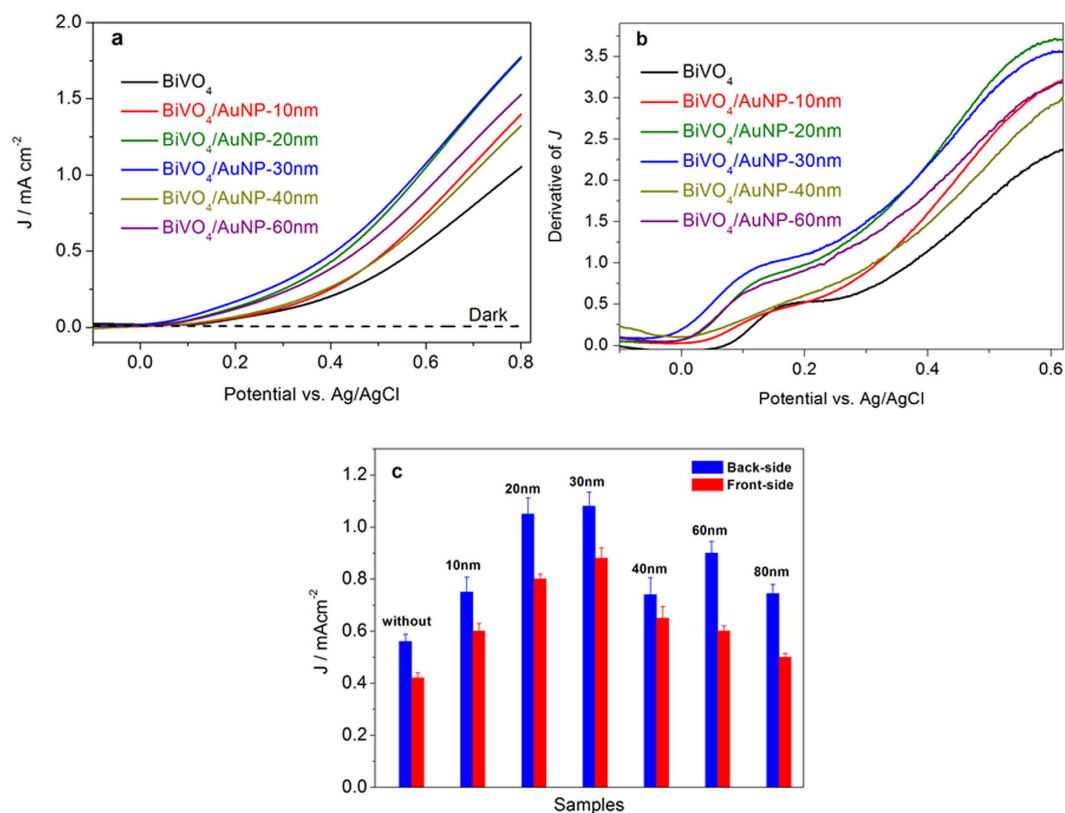 a
2.0
1.5
1.0
0.5
0.0
J / mA cm-2
BiVO4
BiVO4/AuNP-10nm
BiVO4/AuNP-20nm
BiVO4/AuNP-30nm
BiVO4/AuNP-40nm
BiVO4/AuNP-60nm
Dark
0.0 0.2 0.4 0.6 0.8
Potential vs. Ag/AgCl
b
3.5
3.0
2.5
2.0
1.5
1.0
0.5
0.0
Derivative of J
BiVO4
BiVO4/AuNP-10nm
BiVO4/AuNP-20nm
BiVO4/AuNP-30nm
BiVO4/AuNP-40nm
BiVO4/AuNP-60nm
0.0 0.2 0.4 0.6
Potential vs. Ag/AgCl
c
1.2
1.0
0.8
0.6
0.4
0.2
0.0
J / mAcm-2
Back-side
Front-side
without
10nm
20nm
30nm
40nm
60nm
80nm
Samples